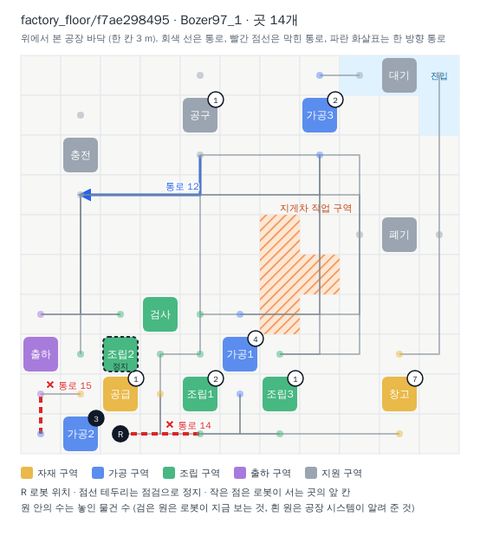 factory_floor/f7ae298495 · Bozer97_1 · 곳 14개
위에서 본 공장 바닥 (한 칸 3 m). 회색 선은 통로, 빨간 점선은 막힌 통로, 파란 화살표는 한 방향 통로
대기
진입
1
2
공구
가공3
충전
통로 12
지게차 작업 구역
폐기
검사
4
출하
조립2
정지
가공1
1
2
1
7
✕ 통로 15
공급
조립1
조립3
창고
3
✕ 통로 14
가공2
R
자재 구역
가공 구역
조립 구역
출하 구역
지원 구역
R 로봇 위치 · 점선 테두리는 점검으로 정지 · 작은 점은 로봇이 서는 곳의 앞 칸
원 안의 수는 놓인 물건 건수 (검은 원은 로봇이 지금 보는 것, 흰 원은 공장 시스템이 알려 준 것)